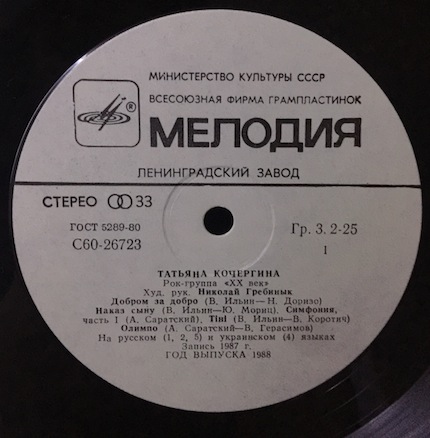 МИНИСТЕРСТВО КУЛЬТУРЫ СССР
ВСЕСОЮЗНАЯ ФИРМА ГРАМПЛАСТИНОК
®
МЕЛОДИЯ
ЛЕНИНГРАДСКИЙ ЗАВОД
СТЕРЕО 33
ГОСТ 5289-80
С60-26723
Гр. 3. 2-25
I
ТАТЬЯНА КОЧЕРГИНА
Рок-группа «XX век»
Худ. рук. Николай Гребинык
Добром за добро (В. Ильин—Н. Доризо)
Наказ сыну (В. Ильин—Ю. Мориц). Симфония,
часть I (А. Саратский), Тіні (В. Ильин—В. Коротич)
Олимпо (А. Саратский—В. Герасимов)
На русском (1, 2, 5) и украинском (4) языках
Запись 1987 г.
ГОД ВЫПУСКА 1988